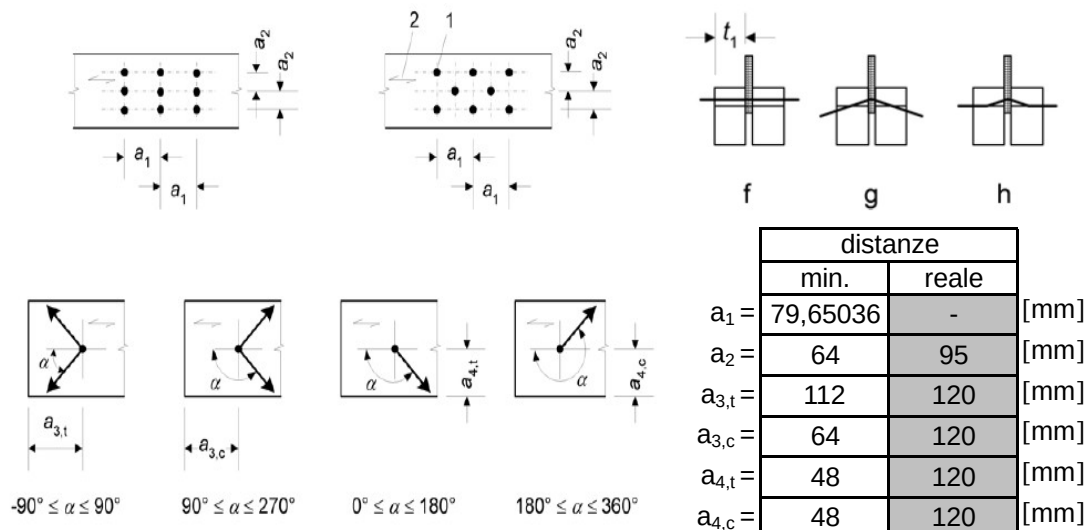 a₂
a₂
a₁
a₁
2 1
a₂
a₂
a₁
a₁
t₁
f g h
α
a₃,t
-90° ≤ α ≤ 90°
α
a₃,c
90° ≤ α ≤ 270°
α
a₄,t
0° ≤ α ≤ 180°
α
a₄,c
180° ≤ α ≤ 360°
distanze
min. reale
a₁ = 79,65036 - [mm]
a₂ = 64 95 [mm]
a₃,t = 112 120 [mm]
a₃,c = 64 120 [mm]
a₄,t = 48 120 [mm]
a₄,c = 48 120 [mm]